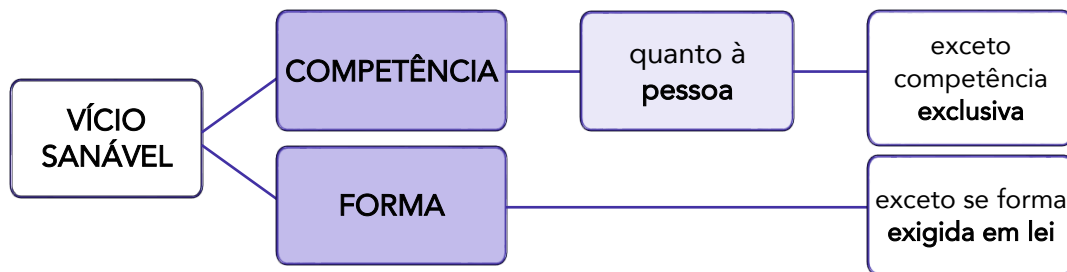 VÍCIO
SANÁVEL
COMPETÊNCIA
quanto à
pessoa
exceto
competência
exclusiva
FORMA
exceto se forma
exigida em lei